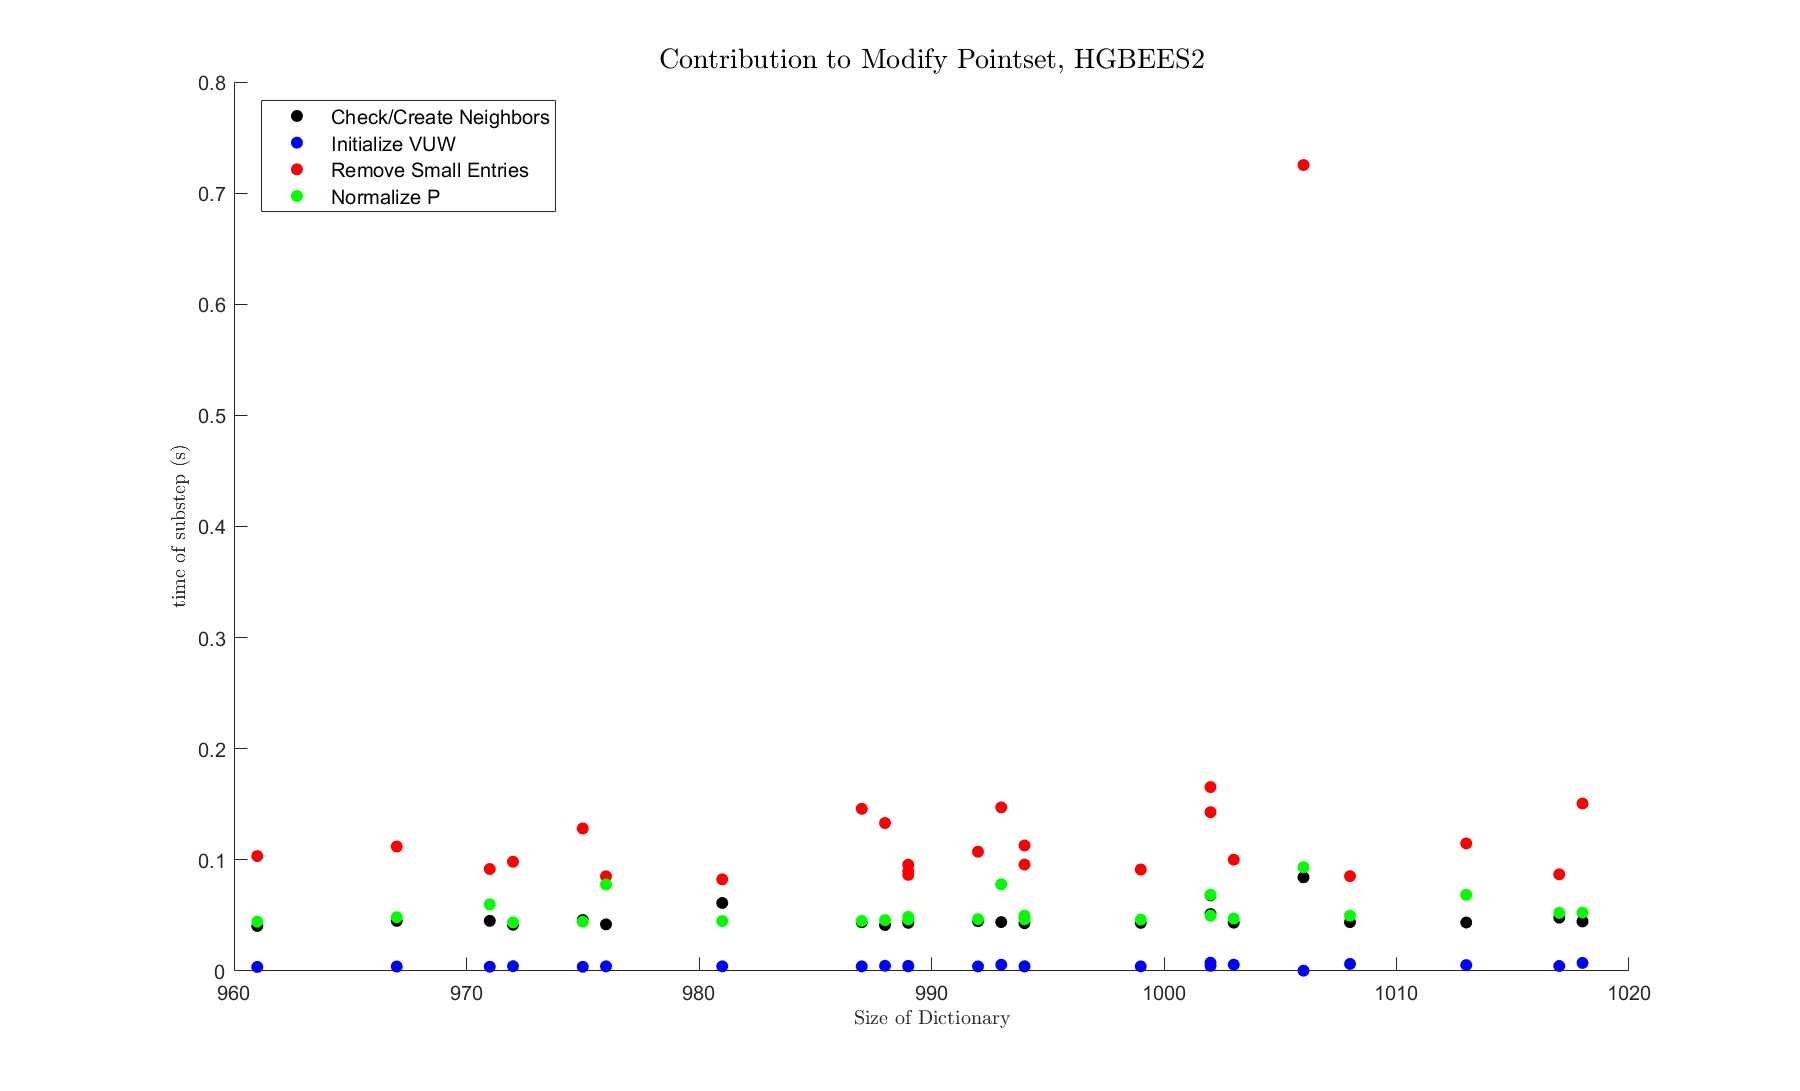 Contribution to Modify Pointset, HGBEES2
Check/Create Neighbors
Initialize VUW
Remove Small Entries
Normalize P
0.8
0.7
0.6
0.5
0.4
0.3
0.2
0.1
0
time of substep (s)
960 970 980 990 1000 1010 1020
Size of Dictionary